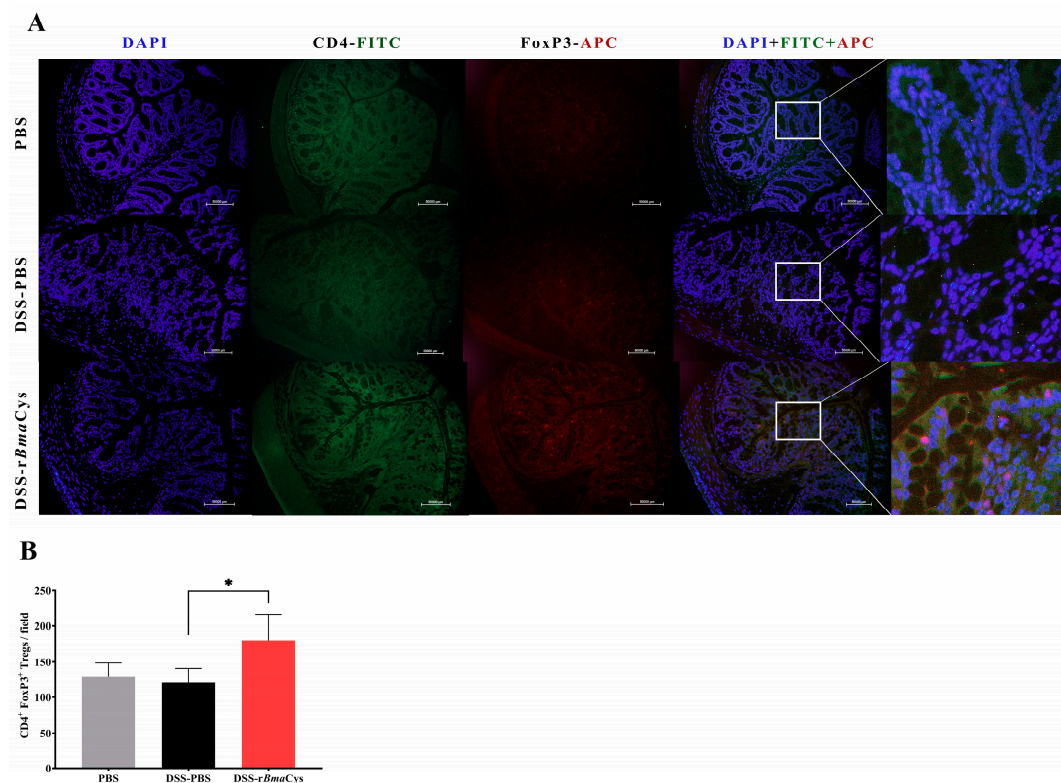 A
DAPI CD4-FITC FoxP3-APC DAPI+FITC+APC
PBS
DSS-PBS
DSS-rBmaCys
B
*
CD4+ FoxP3+ Tregs / field
250
200
150
100
50
0
PBS DSS-PBS DSS-rBmaCys